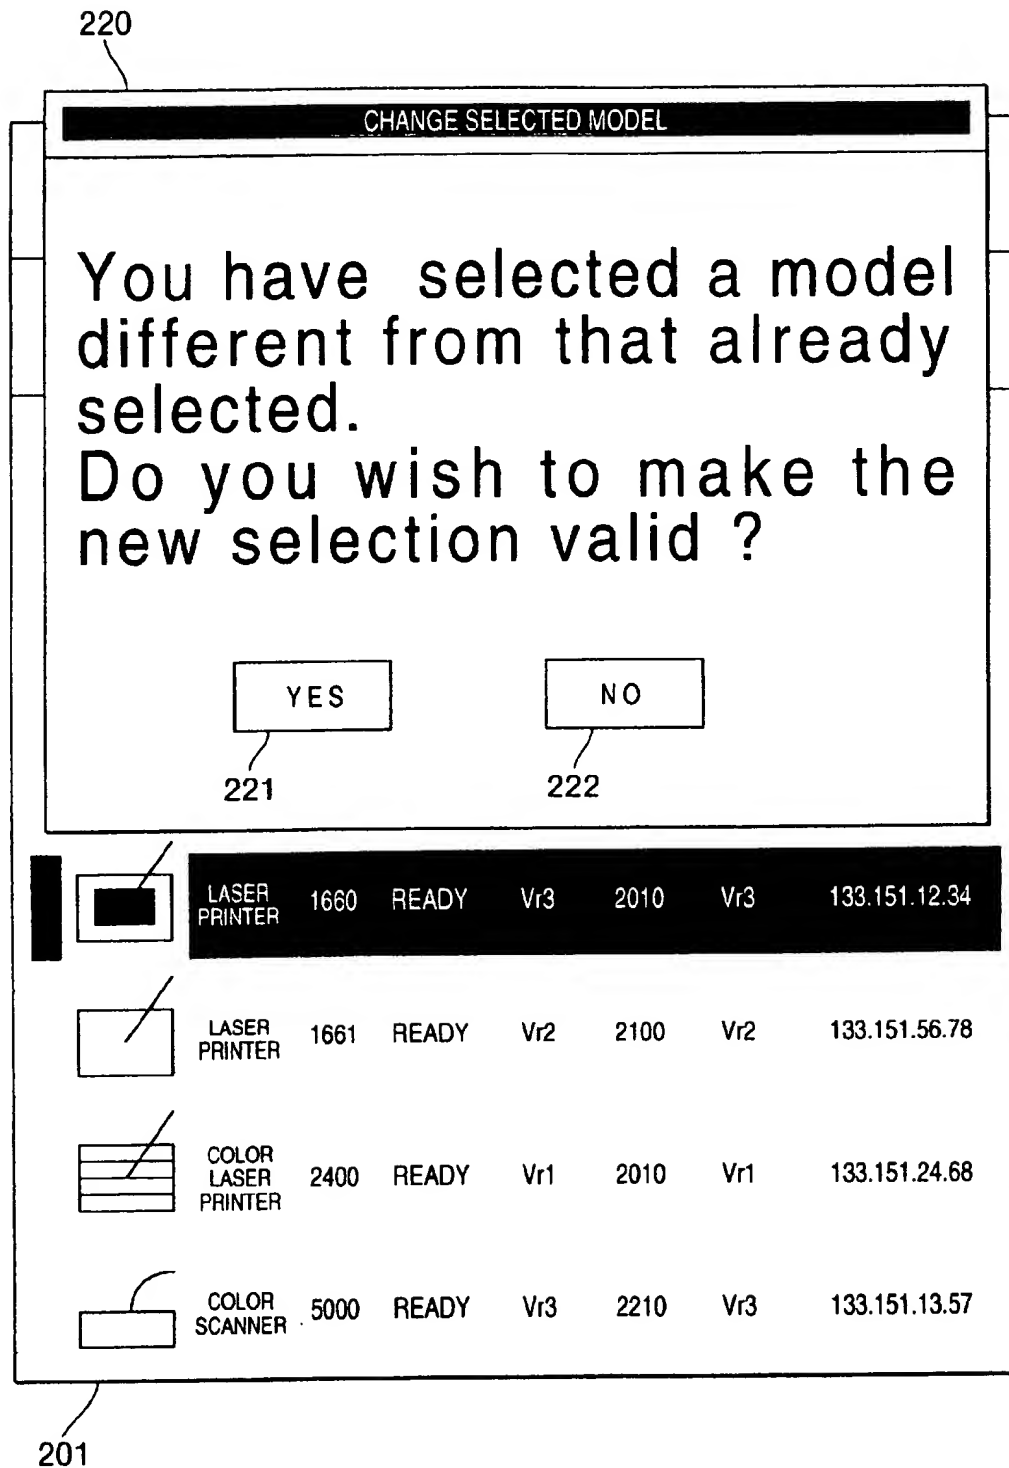 220
CHANGE SELECTED MODEL
You have selected a model
different from that already
selected.
Do you wish to make the
new selection valid ?
YES NO
221 222
LASER PRINTER 1660 READY Vr3 2010 Vr3 133.151.12.34
LASER PRINTER 1661 READY Vr2 2100 Vr2 133.151.56.78
COLOR LASER PRINTER 2400 READY Vr1 2010 Vr1 133.151.24.68
COLOR SCANNER 5000 READY Vr3 2210 Vr3 133.151.13.57
201